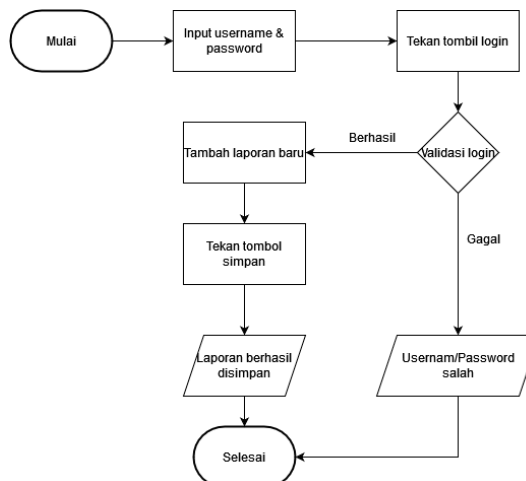 Mulai
Input username &
password
Tekan tombil login
Validasi login
Berhasil
Tambah laporan baru
Gagal
Tekan tombol
simpan
Laporan berhasil
disimpan
Usernam/Password
salah
Selesai